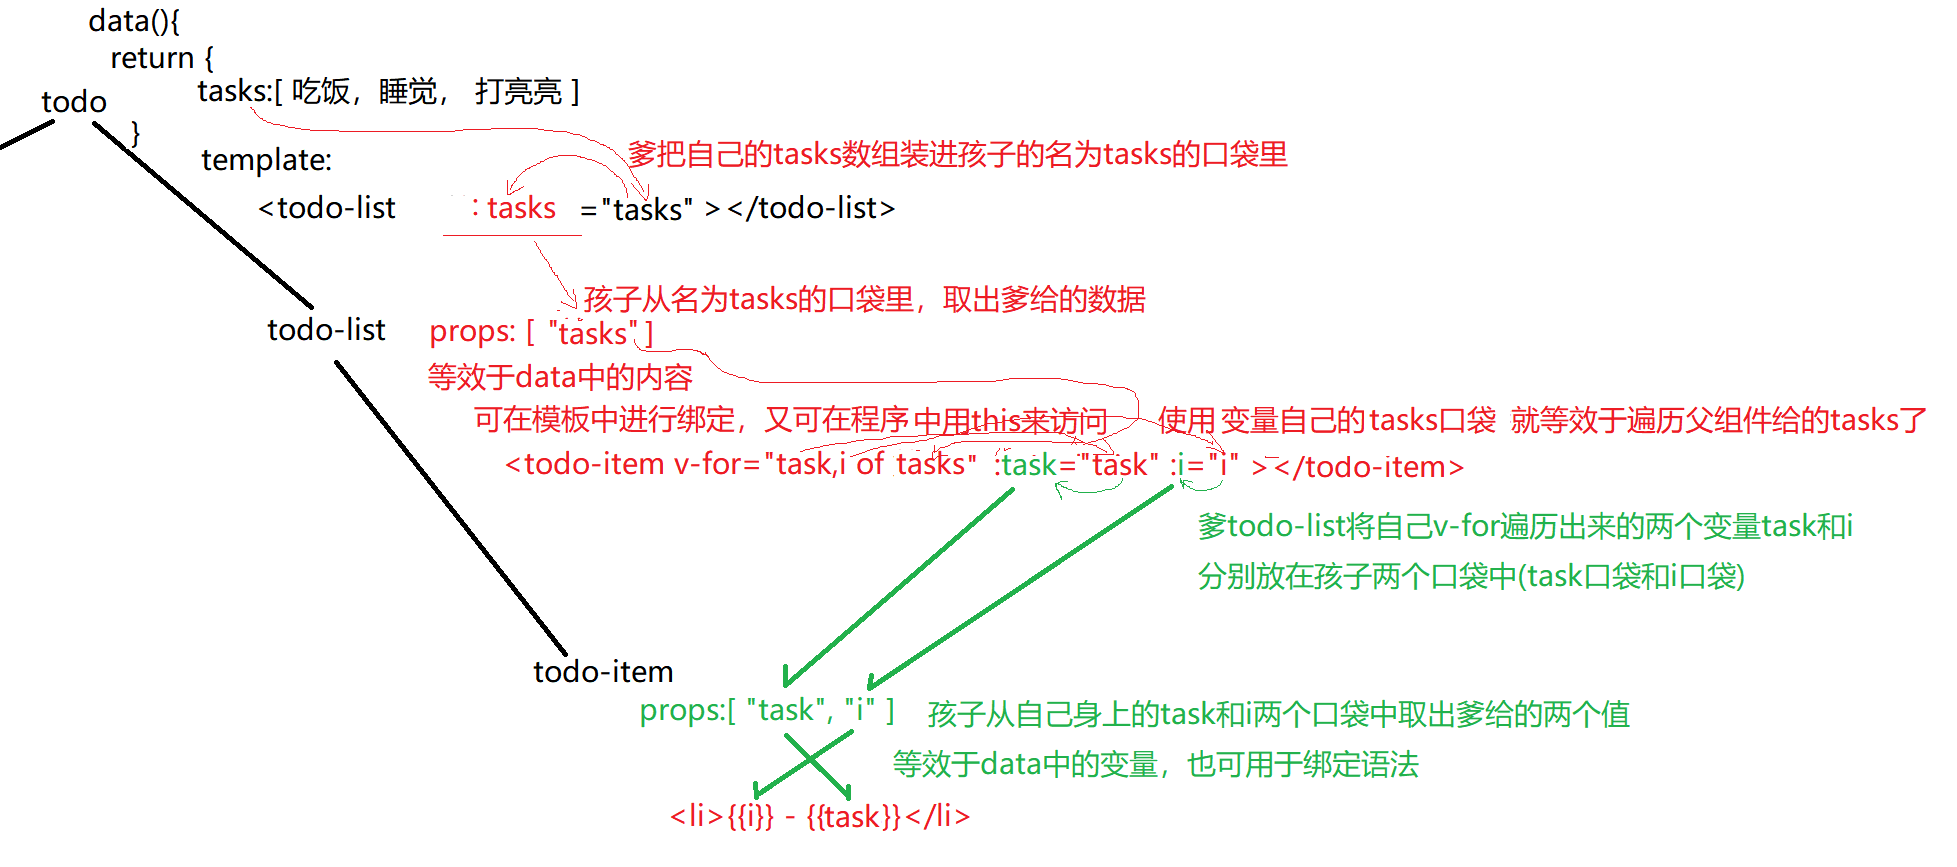 data(){
return {
tasks:[ 吃饭，睡觉， 打亮亮 ]
todo
}
template:
爹把自己的tasks数组装进孩子的名为tasks的口袋里
<todo-list :tasks ="tasks" ></todo-list>
孩子从名为tasks的口袋里，取出爹给的数据
todo-list props: [ "tasks" ]
等效于data中的内容
可在模板中进行绑定，又可在程序中用this来访问 使用变量自己的tasks口袋 就等效于遍历父组件给的tasks了
<todo-item v-for="task,i of tasks" :task="task" :i="i" ></todo-item>
爹todo-list将自己v-for遍历出来的两个变量task和i
分别放在孩子两个口袋中(task口袋和i口袋)
todo-item
props:[ "task", "i" ] 孩子从自己身上的task和i两个口袋中取出爹给的两个值
等效于data中的变量，也可用于绑定语法
<li>{{i}} - {{task}}</li>